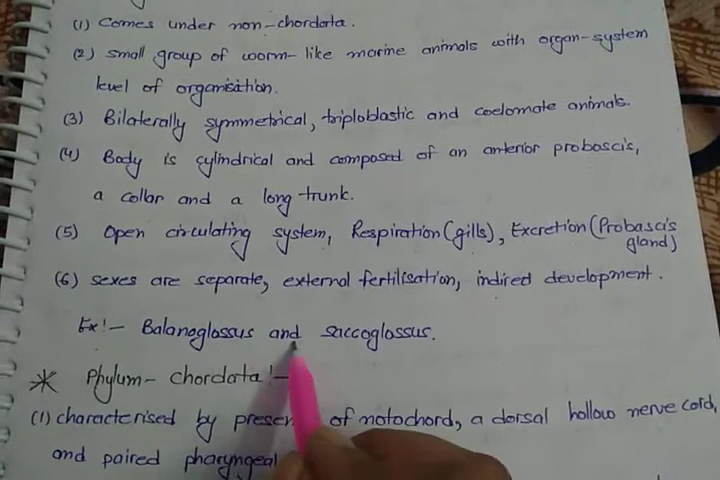 (1) Comes under non-chordata.
(2) Small group of worm-like marine animals with organ-system
level of organisation.
(3) Bilaterally symmetrical, triploblastic and coelomate animals.
(4) Body is cylindrical and composed of an anterior probascis,
a collar and a long trunk.
(5) Open circulating system, Respiration (gills), Excretion (Probascis
gland)
(6) sexes are separate, external fertilisation, indired development.
Ex!- Balanoglossus and saccoglossus.
* Phylum- chordata!-
(1) characterised by presen of notochord, a dorsal hollow nerve cord,
and paired pharyngeal